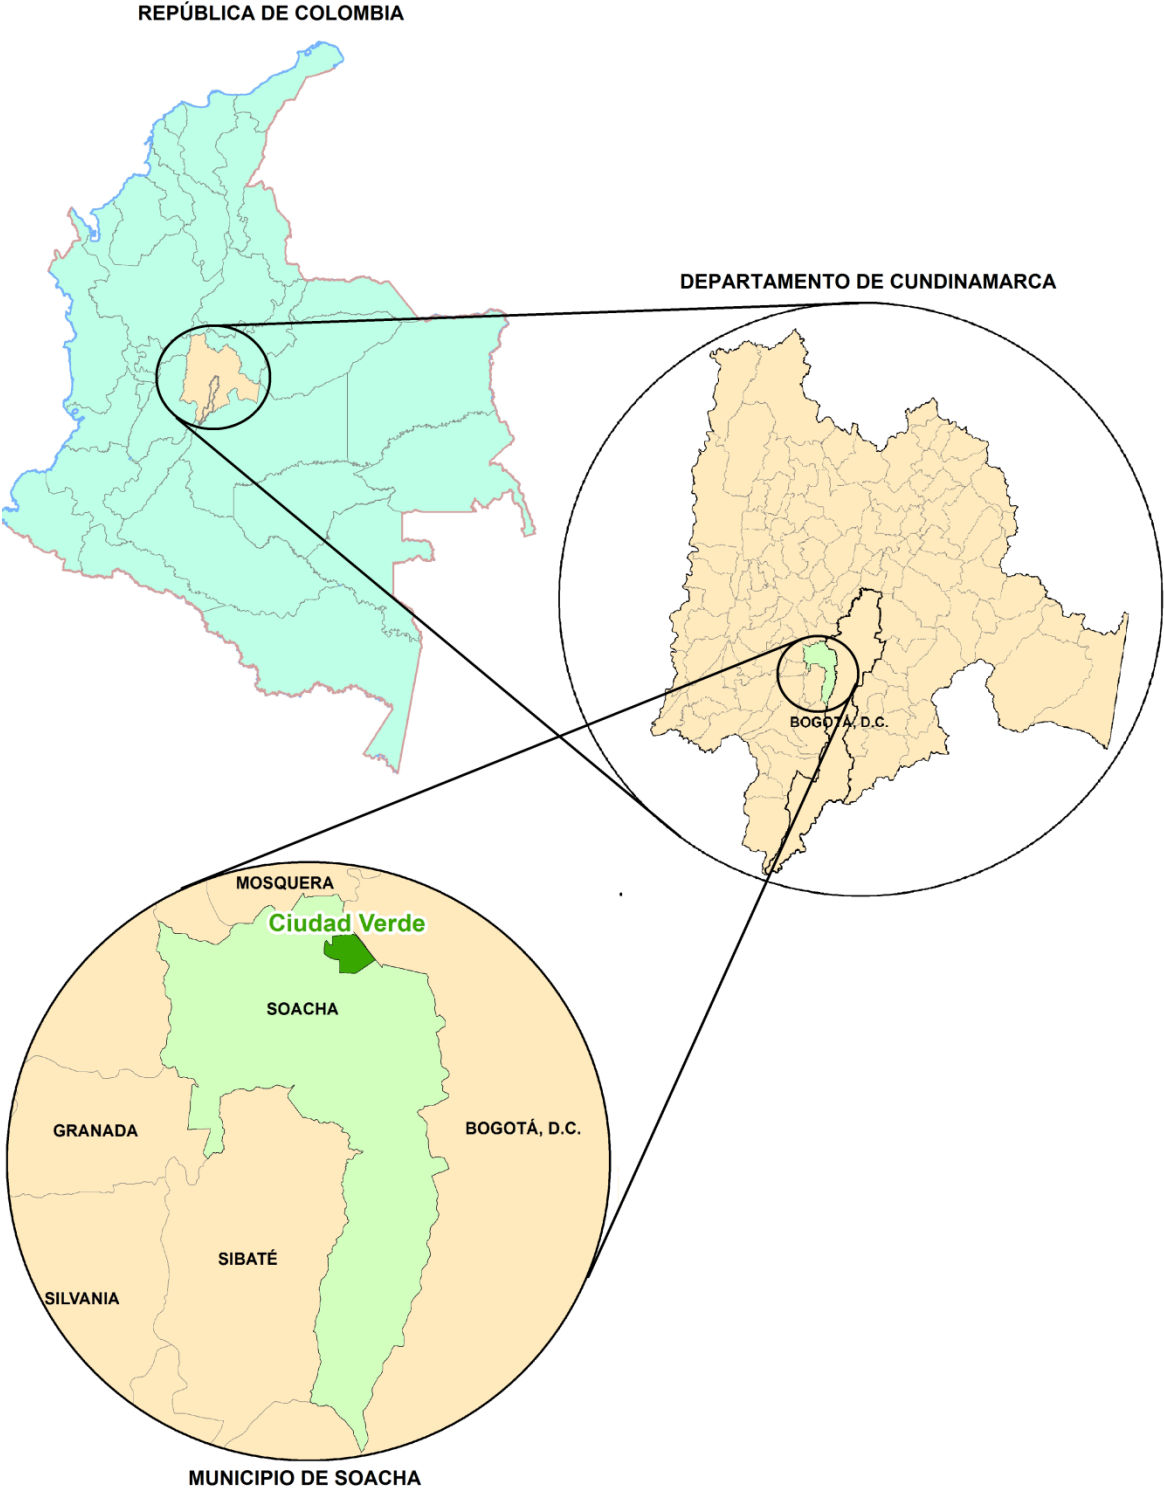 REPÚBLICA DE COLOMBIA
DEPARTAMENTO DE CUNDINAMARCA
BOGOTÁ, D.C.
MOSQUERA
Ciudad Verde
SOACHA
GRANADA
BOGOTÁ, D.C.
SIBATÉ
SILVANIA
MUNICIPIO DE SOACHA